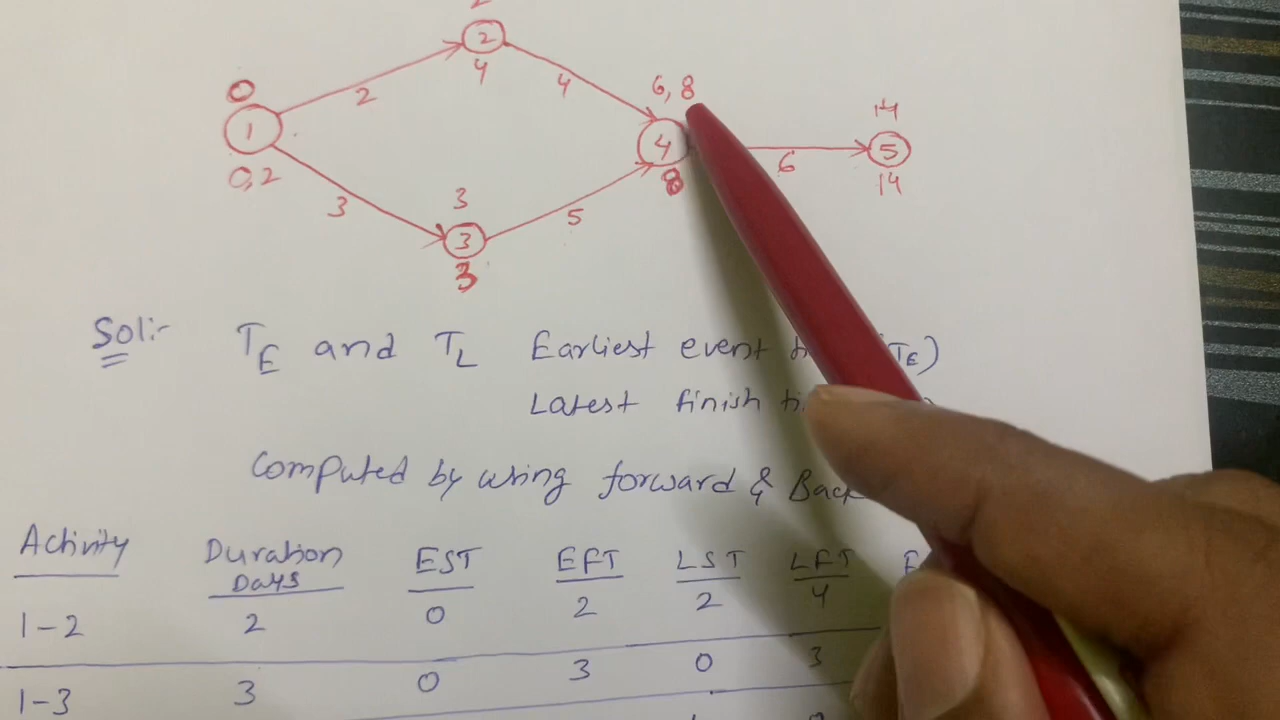 2
0
1
0,2
2
2
4
4
6, 8
4
8
6
14
5
14
3
3
3
3
5
Sol:-
TE and TL Earliest event (TE)
Latest finish
Computed by using forward &
Activity Duration Days EST EFT LST LFT
1-2 2 0 2 2 4
1-3 3 0 3 0 3